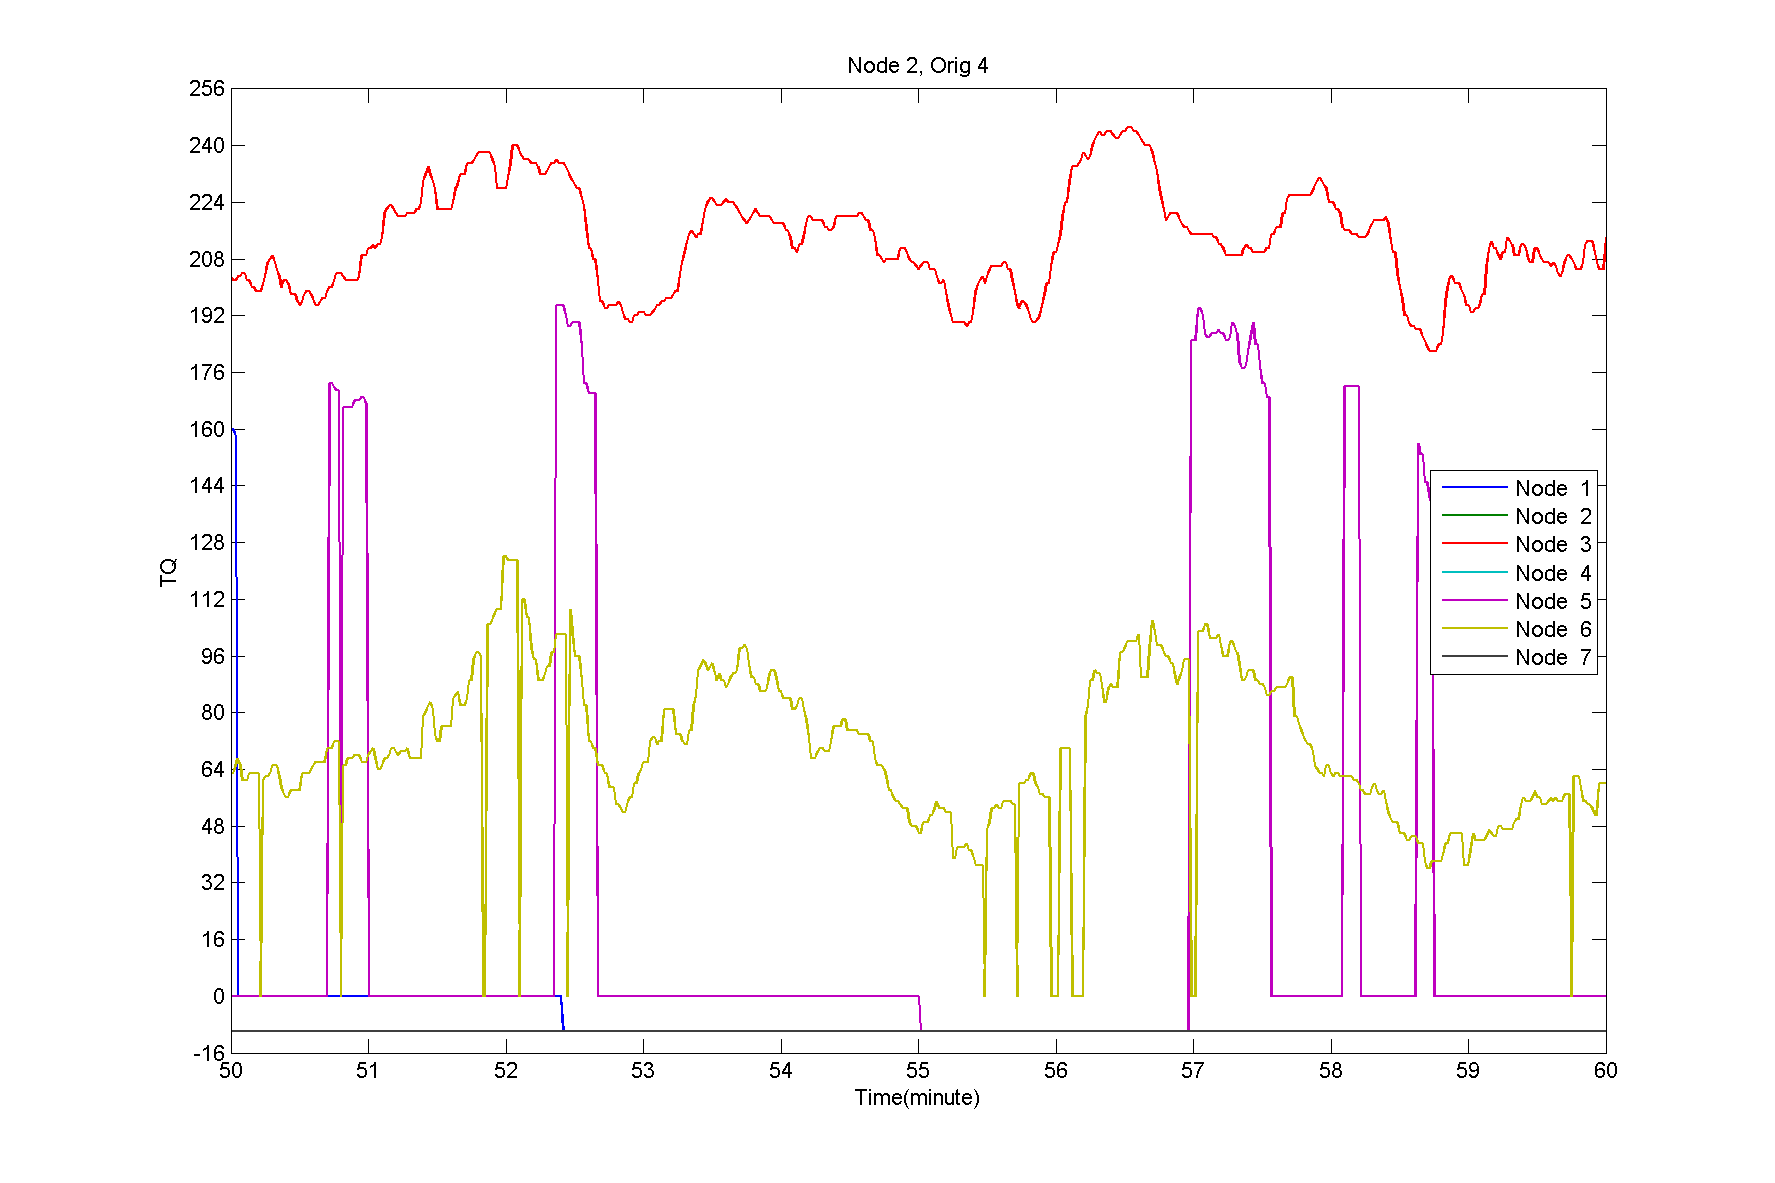 Node 2, Orig 4
256
240
224
208
192
176
160
144
128
112
96
80
64
48
32
16
0
-16
TQ
50 51 52 53 54 55 56 57 58 59 60
Time(minute)
Node 1
Node 2
Node 3
Node 4
Node 5
Node 6
Node 7